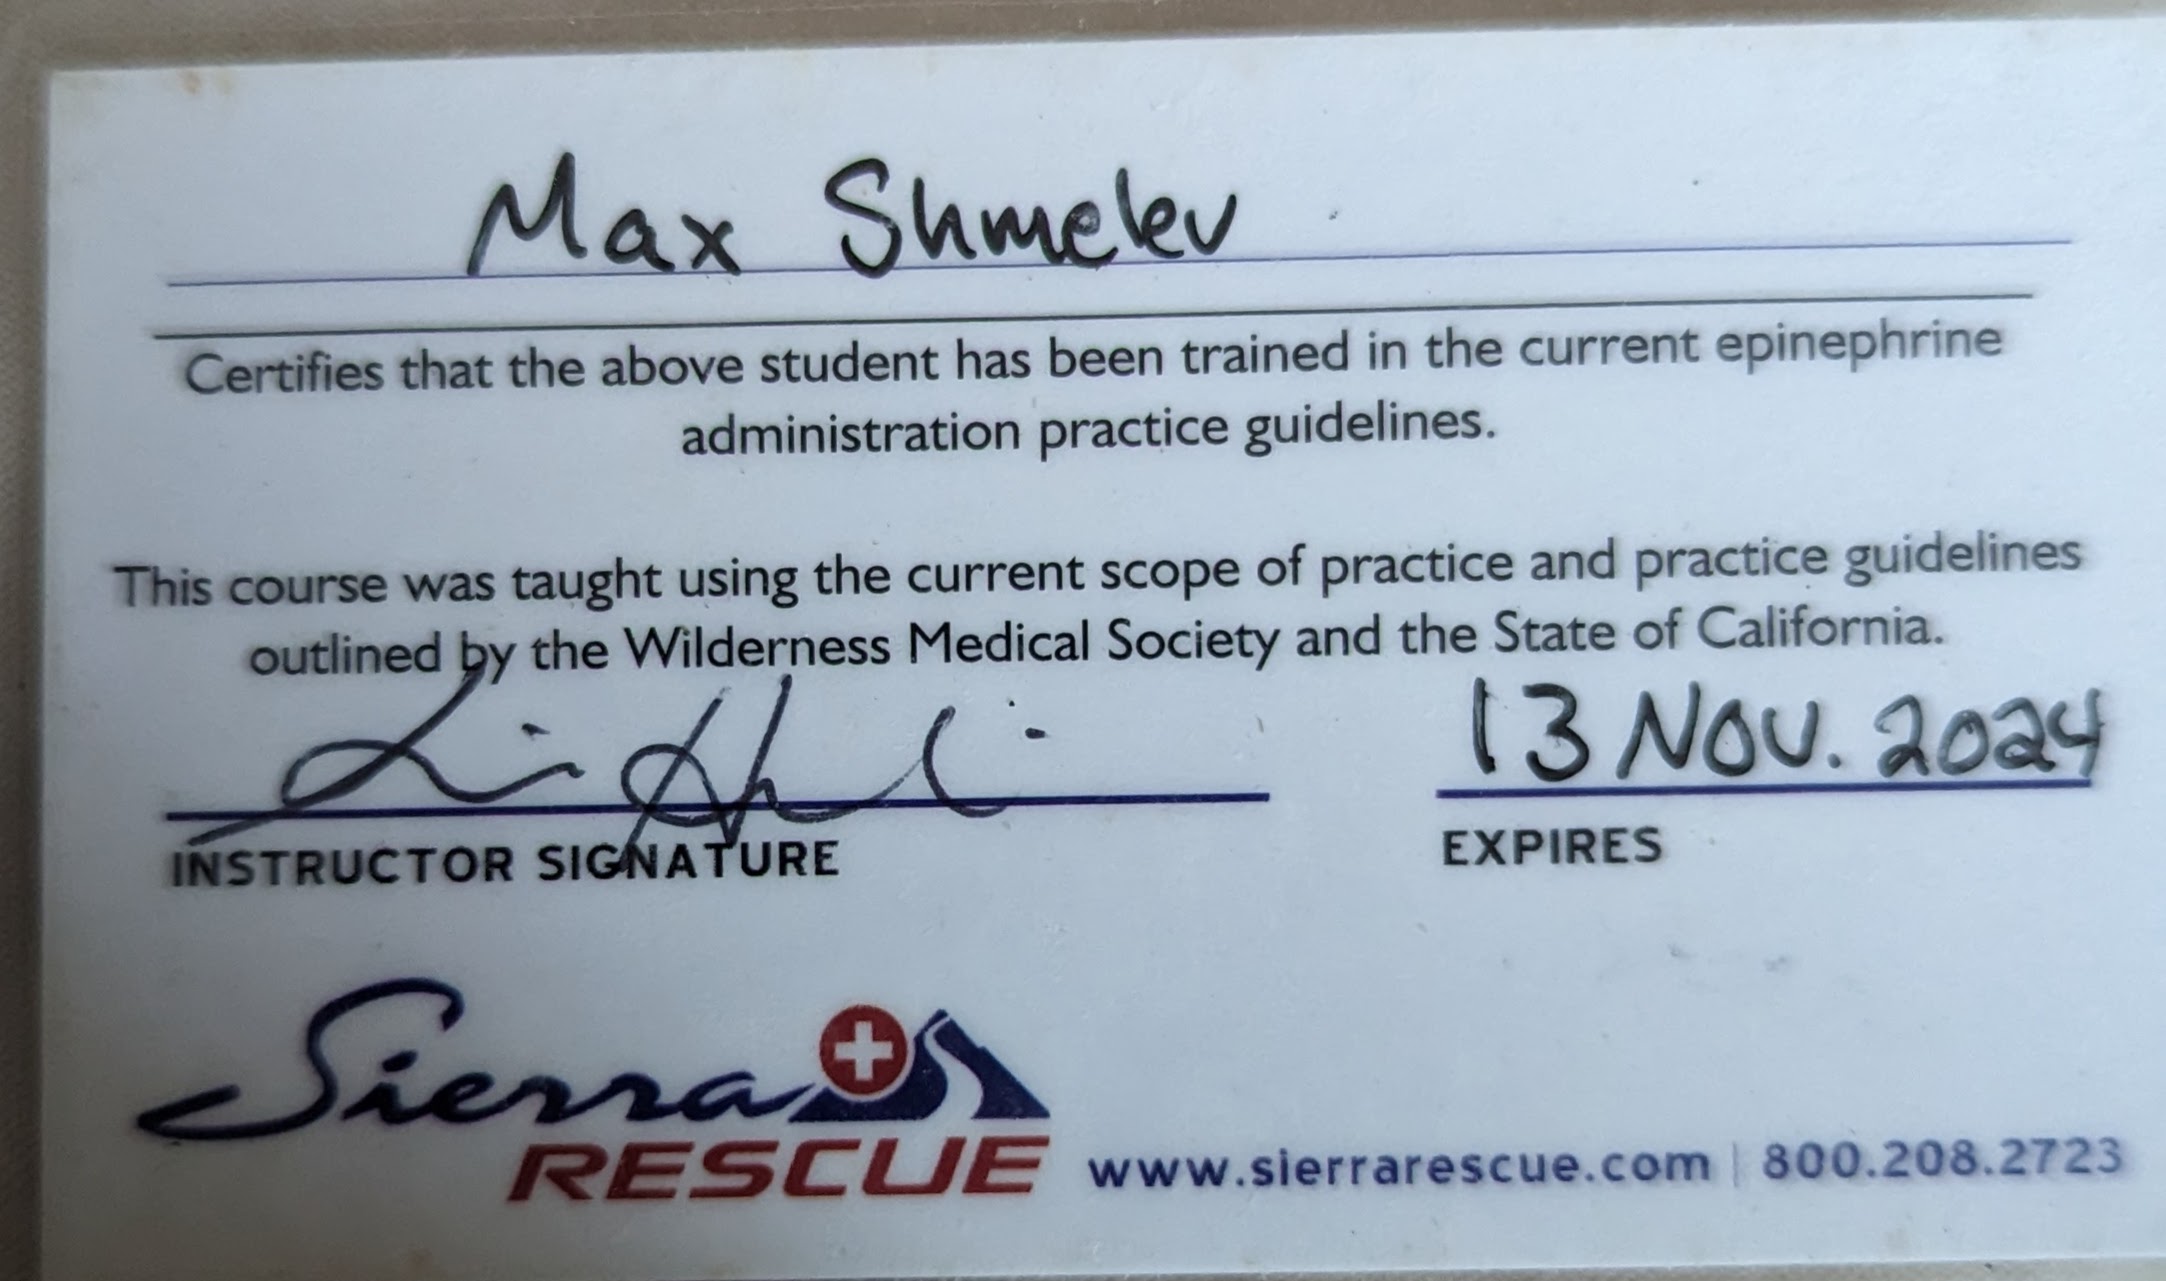 Max Shmelev
Certifies that the above student has been trained in the current epinephrine
administration practice guidelines.
This course was taught using the current scope of practice and practice guidelines
outlined by the Wilderness Medical Society and the State of California.
13 NOV. 2024
INSTRUCTOR SIGNATURE
EXPIRES
Sierra
RESCUE
www.sierrarescue.com | 800.208.2723